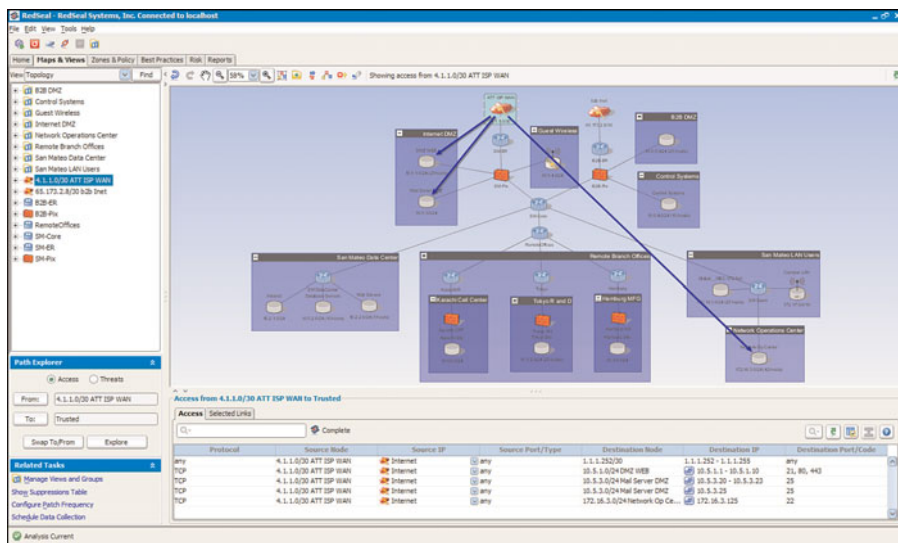 RedSeal - RedSeal Systems, Inc. Connected to localhost
File Edit View Tools Help
Home Maps & Views Zones & Policy Best Practices Risk Reports
View Topology Find 58% Showing access from 4.1.1.0/30 ATT ISP WAN
B2B DMZ
Control Systems
Guest Wireless
Internet DMZ
Network Operations Center
Remote Branch Offices
San Mateo Data Center
San Mateo LAN Users
4.1.1.0/30 ATT ISP WAN
65.173.2.8/30 b2b Inet
B2B-ER
B2B-Pix
RemoteOffices
SM-Core
SM-ER
SM-Pix
Internet DMZ
Guest Wireless
B2B DMZ
Control Systems
San Mateo Data Center
Remote Branch Offices
San Mateo LAN Users
Karachi Call Center
Tokyo R and D
Hamburg MFG
Network Operations Center
Path Explorer
Access Threats
From: 4.1.1.0/30 ATT ISP WAN
To: Trusted
Swap To/From Explore
Related Tasks
Manage Views and Groups
Show Suppressions Table
Configure Patch Frequency
Schedule Data Collection
Access from 4.1.1.0/30 ATT ISP WAN to Trusted
Access Selected Links
Complete
Protocol Source Node Source IP Source Port/Type Destination Node Destination IP Destination Port/Code
any 4.1.1.0/30 ATT ISP WAN Internet any 1.1.1.252/30 1.1.1.252 - 1.1.1.255 any
TCP 4.1.1.0/30 ATT ISP WAN Internet any 10.5.1.0/24 DMZ WEB 10.5.1.1 - 10.5.1.10 21, 80, 443
TCP 4.1.1.0/30 ATT ISP WAN Internet any 10.5.3.0/24 Mail Server DMZ 10.5.3.20 - 10.5.3.23 25
TCP 4.1.1.0/30 ATT ISP WAN Internet any 10.5.3.0/24 Mail Server DMZ 10.5.3.25 25
TCP 4.1.1.0/30 ATT ISP WAN Internet any 172.16.3.0/24 Network Op Ce... 172.16.3.125 22
Analysis Current